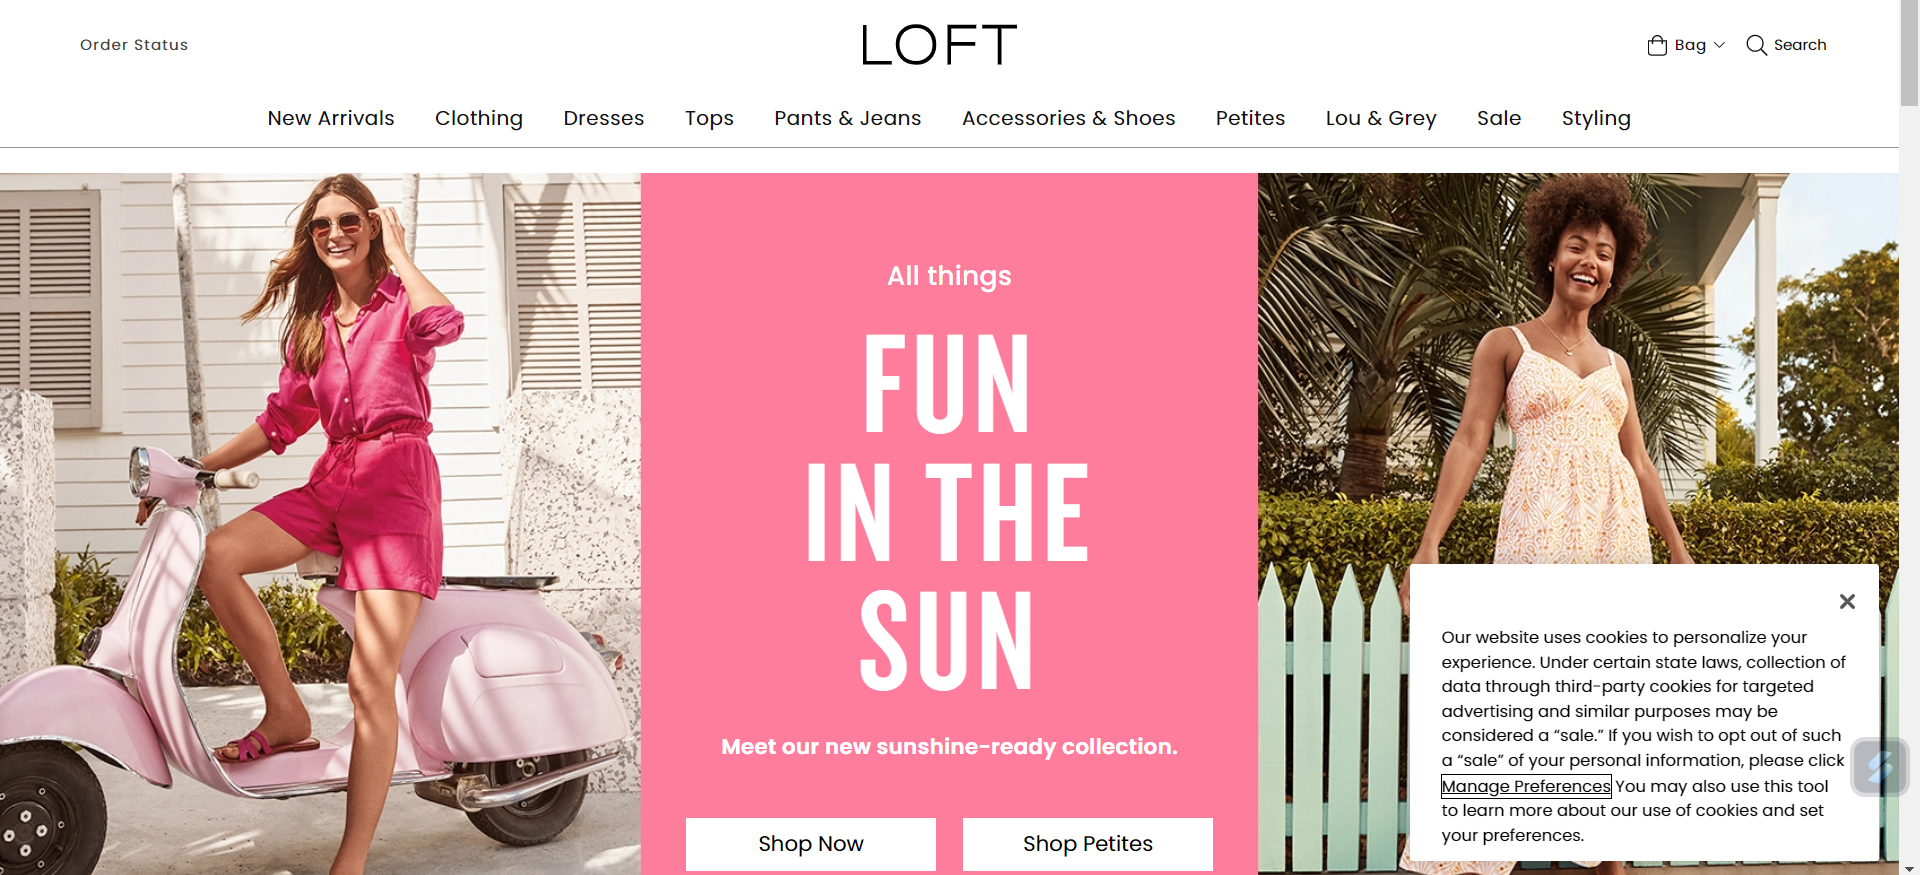 Order Status
LOFT
Bag
Search
New Arrivals
Clothing
Dresses
Tops
Pants & Jeans
Accessories & Shoes
Petites
Lou & Grey
Sale
Styling
All things
FUN
IN THE
SUN
Meet our new sunshine-ready collection.
Shop Now
Shop Petites
Our website uses cookies to personalize your
experience. Under certain state laws, collection of
data through third-party cookies for targeted
advertising and similar purposes may be
considered a “sale.” If you wish to opt out of such
a “sale” of your personal information, please click
Manage Preferences You may also use this tool
to learn more about our use of cookies and set
your preferences.